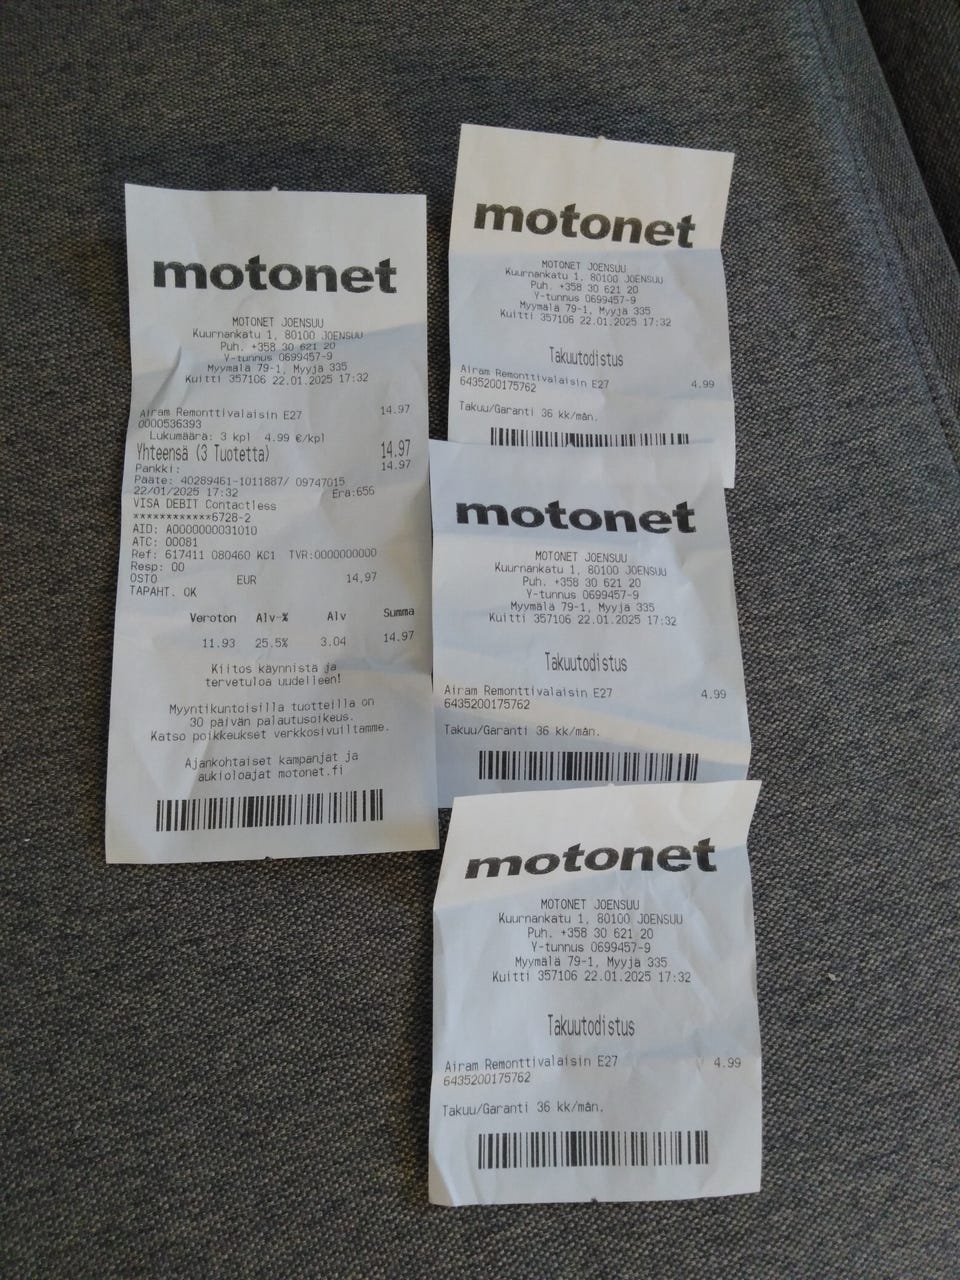 motonet
MOTONET JOENSUU
Kuurnankatu 1, 80100 JOENSUU
Puh. +358 30 621 20
Y-tunnus 0699457-9
Myymälä 79-1, Myyjä 335
Kuitti 357106 22.01.2025 17:32
Airam Remonttivalaisin E27 14.97
0000536393
Lukumäärä: 3 kpl 4.99 €/kpl
Yhteensä (3 Tuotetta) 14.97
Pankki: 14.97
Pääte: 40289461-1011887/ 09747015
22/01/2025 17:32 Erä:656
VISA DEBIT Contactless
************6728-2
AID: A0000000031010
ATC: 00081
Ref: 617411 080460 KC1 TVR:0000000000
Resp: 00
OSTO EUR 14,97
TAPAHT. OK
Veroton Alv-% Alv Summa
11.93 25.5% 3.04 14.97
Kiitos käynnistä ja
tervetuloa uudelleen!
Myyntikuntoisilla tuotteilla on
30 päivän palautusoikeus.
Katso poikkeukset verkkosivuiltamme.
Ajankohtaiset kampanjat ja
aukioloajat motonet.fi
motonet
MOTONET JOENSUU
Kuurnankatu 1, 80100 JOENSUU
Puh. +358 30 621 20
Y-tunnus 0699457-9
Myymälä 79-1, Myyjä 335
Kuitti 357106 22.01.2025 17:32
Takuutodistus
Airam Remonttivalaisin E27 4.99
6435200175762
Takuu/Garanti 36 kk/mån.
motonet
MOTONET JOENSUU
Kuurnankatu 1, 80100 JOENSUU
Puh. +358 30 621 20
Y-tunnus 0699457-9
Myymälä 79-1, Myyjä 335
Kuitti 357106 22.01.2025 17:32
Takuutodistus
Airam Remonttivalaisin E27 4.99
6435200175762
Takuu/Garanti 36 kk/mån.
motonet
MOTONET JOENSUU
Kuurnankatu 1, 80100 JOENSUU
Puh. +358 30 621 20
Y-tunnus 0699457-9
Myymälä 79-1, Myyjä 335
Kuitti 357106 22.01.2025 17:32
Takuutodistus
Airam Remonttivalaisin E27 4.99
6435200175762
Takuu/Garanti 36 kk/mån.